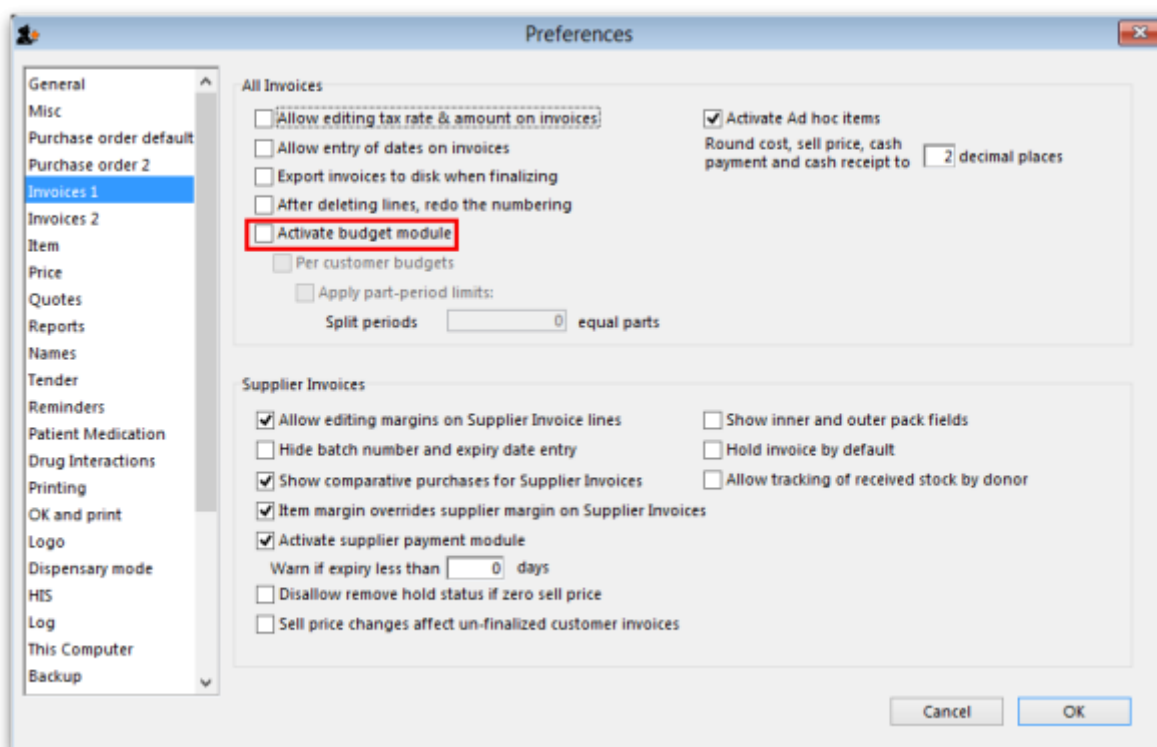 Preferences
General
Misc
Purchase order default
Purchase order 2
Invoices 1
Invoices 2
Item
Price
Quotes
Reports
Names
Tender
Reminders
Patient Medication
Drug Interactions
Printing
OK and print
Logo
Dispensary mode
HIS
Log
This Computer
Backup
All Invoices
Allow editing tax rate & amount on invoices
Allow entry of dates on invoices
Export invoices to disk when finalizing
After deleting lines, redo the numbering
Activate budget module
Per customer budgets
Apply part-period limits:
Split periods 0 equal parts
Activate Ad hoc items
Round cost, sell price, cash
payment and cash receipt to 2 decimal places
Supplier Invoices
Allow editing margins on Supplier Invoice lines
Hide batch number and expiry date entry
Show comparative purchases for Supplier Invoices
Item margin overrides supplier margin on Supplier Invoices
Activate supplier payment module
Warn if expiry less than 0 days
Disallow remove hold status if zero sell price
Sell price changes affect un-finalized customer invoices
Show inner and outer pack fields
Hold invoice by default
Allow tracking of received stock by donor
Cancel
OK